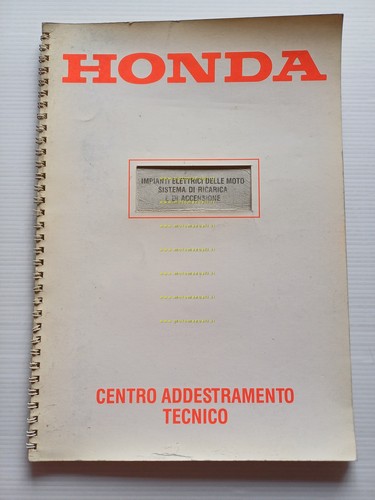 HONDA
IMPIANTI ELETTRICI DELLE MOTO
SISTEMA DI RICARICA
E DI ACCENSIONE
CENTRO ADDESTRAMENTO
TECNICO